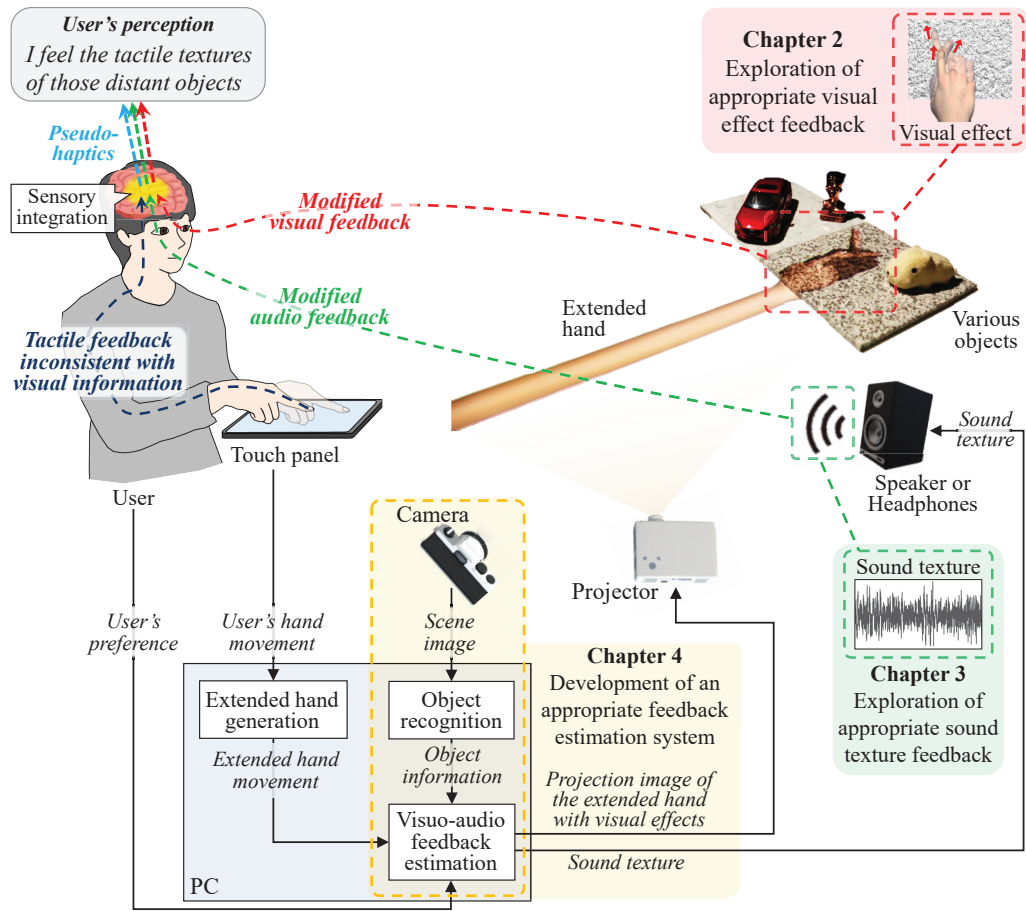 User's perception
I feel the tactile textures
of those distant objects
Pseudo-
haptics
Sensory
integration
Modified
visual feedback
Modified
audio feedback
Tactile feedback
inconsistent with
visual information
Chapter 2
Exploration of
appropriate visual
effect feedback
Visual effect
Extended
hand
Various
objects
Touch panel
User
Sound
texture
Speaker or
Headphones
Camera
Projector
Sound texture
Chapter 3
Exploration of
appropriate sound
texture feedback
User's
preference
User's hand
movement
Scene
image
Chapter 4
Development of an
appropriate feedback
estimation system
Extended hand
generation
Object
recognition
Extended hand
movement
Object
information
Projection image of
the extended hand
with visual effects
Visuo-audio
feedback
estimation
Sound texture
PC